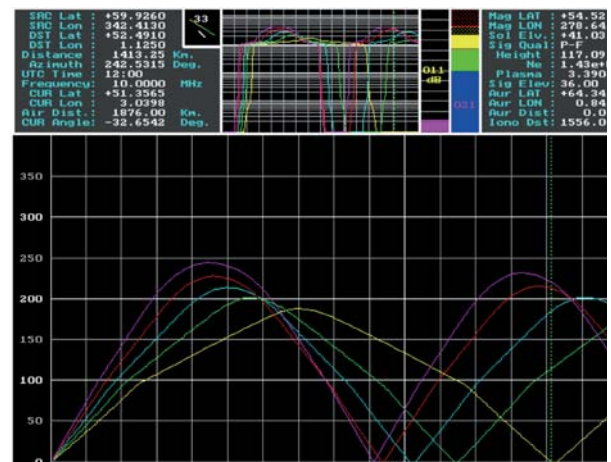 SRC Lat : +59.9260
SRC Lon : 342.4130
DST Lat : +52.4910
DST Lon : 1.1250
Distance : 1413.25 Km.
Azimuth : 242.5315 Deg.
UTC Time : 12:00
Frequency: 10.0000 MHz
CUR Lat : +51.3565
CUR Lon : 3.0398
Air Dist: 1876.00 Km.
CUR Angle: -32.6542 Deg.
33
011
dB
Mag LAT : +54.52
Mag LON : 278.64
Sol Elv.: +41.03
Sig Qual: P-F
Height: 117.09
Ne : 1.43e+
Plasma : 3.390
Sig Elev: 36.00
Aur LAT : +64.34
Aur LON : 0.84
Aur Dist: 0.0
Iono Dst: 1556.0
350
300
250
200
150
100
50
0